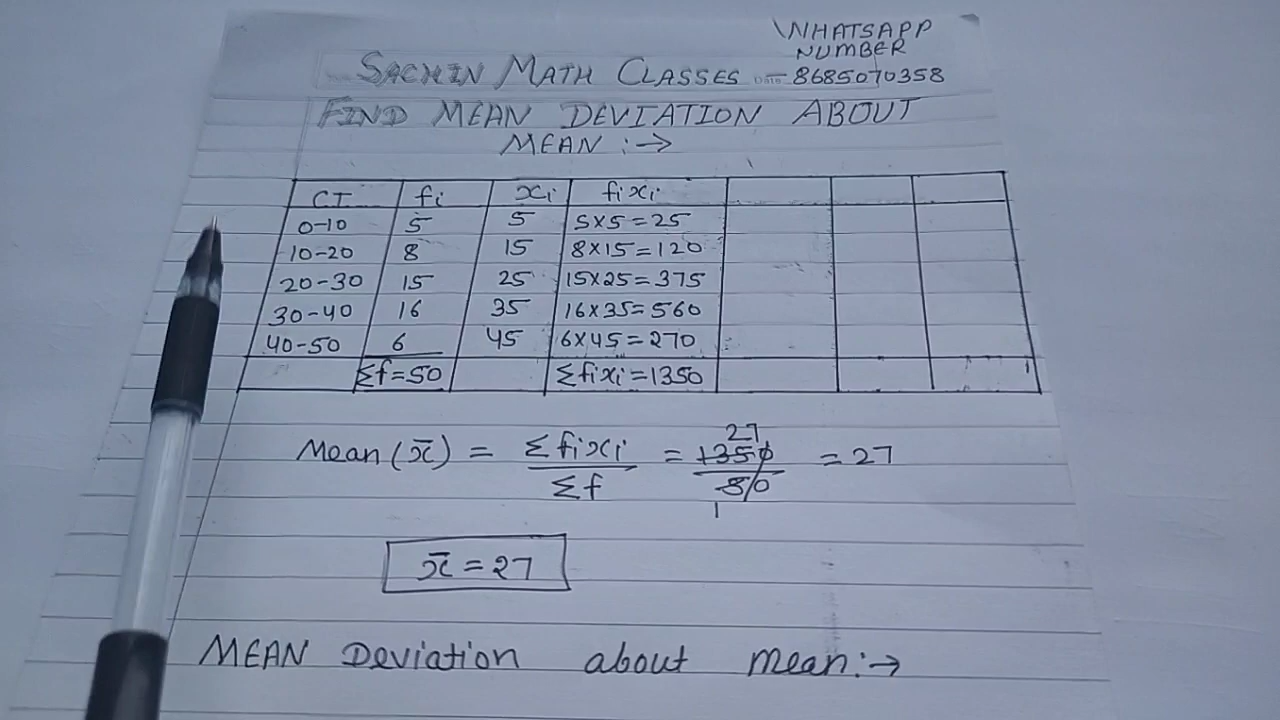 WHATSAPP
NUMBER
SACHIN MATH CLASSES - 8685070358
FIND MEAN DEVIATION ABOUT
MEAN :→
CI fi xi fixi
0-10 5 5 5×5=25
10-20 8 15 8×15=120
20-30 15 25 15×25=375
30-40 16 35 16×35=560
40-50 6 45 6×45=270
Σf=50 Σfixi=1350
Mean (x̄) = Σfixi / Σf = 1350 / 50 = 27
27
1
x̄ = 27
MEAN Deviation about mean:→